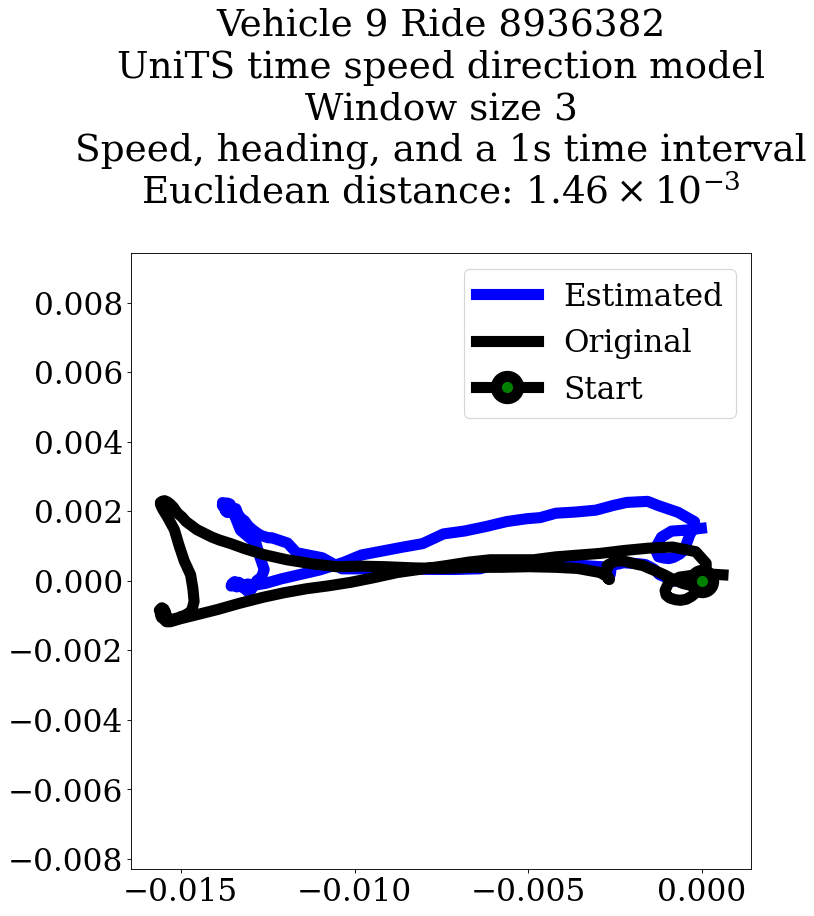 Vehicle 9 Ride 8936382
UniTS time speed direction model
Window size 3
Speed, heading, and a 1s time interval
Euclidean distance: 1.46 × 10⁻³
Estimated
Original
Start
0.008
0.006
0.004
0.002
0.000
−0.002
−0.004
−0.006
−0.008
−0.015 −0.010 −0.005 0.000